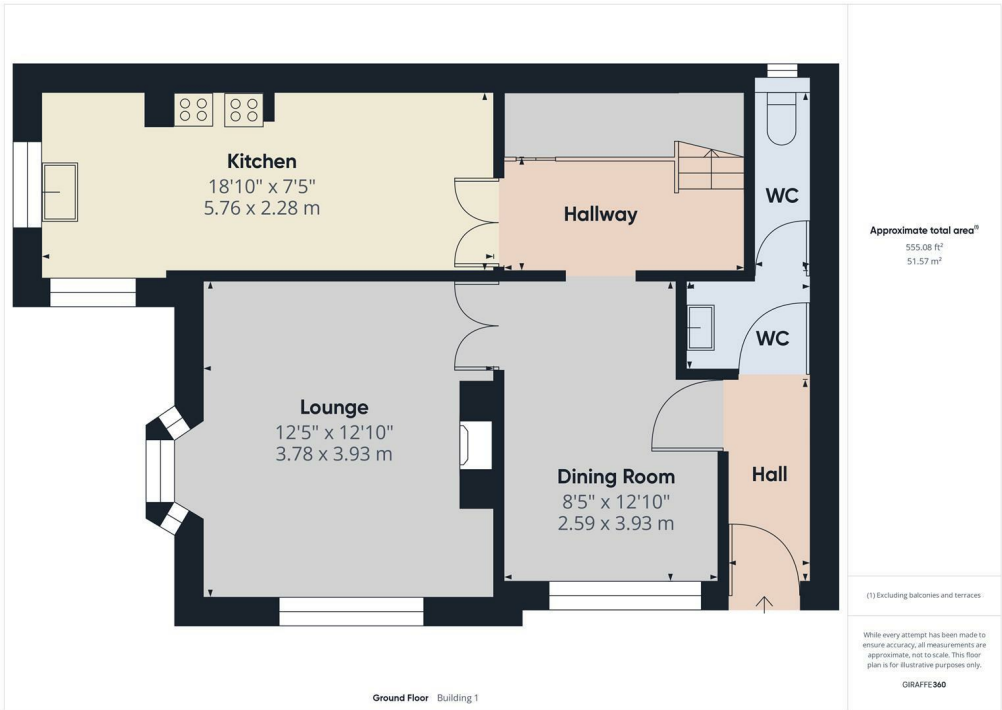 Kitchen
18'10" x 7'5"
5.76 x 2.28 m
Hallway
WC
WC
Lounge
12'5" x 12'10"
3.78 x 3.93 m
Dining Room
8'5" x 12'10"
2.59 x 3.93 m
Hall
Ground Floor Building 1
Approximate total area⁽¹⁾
555.08 ft²
51.57 m²
(1) Excluding balconies and terraces
While every attempt has been made to
ensure accuracy, all measurements are
approximate, not to scale. This floor
plan is for illustrative purposes only.
GIRAFFE360